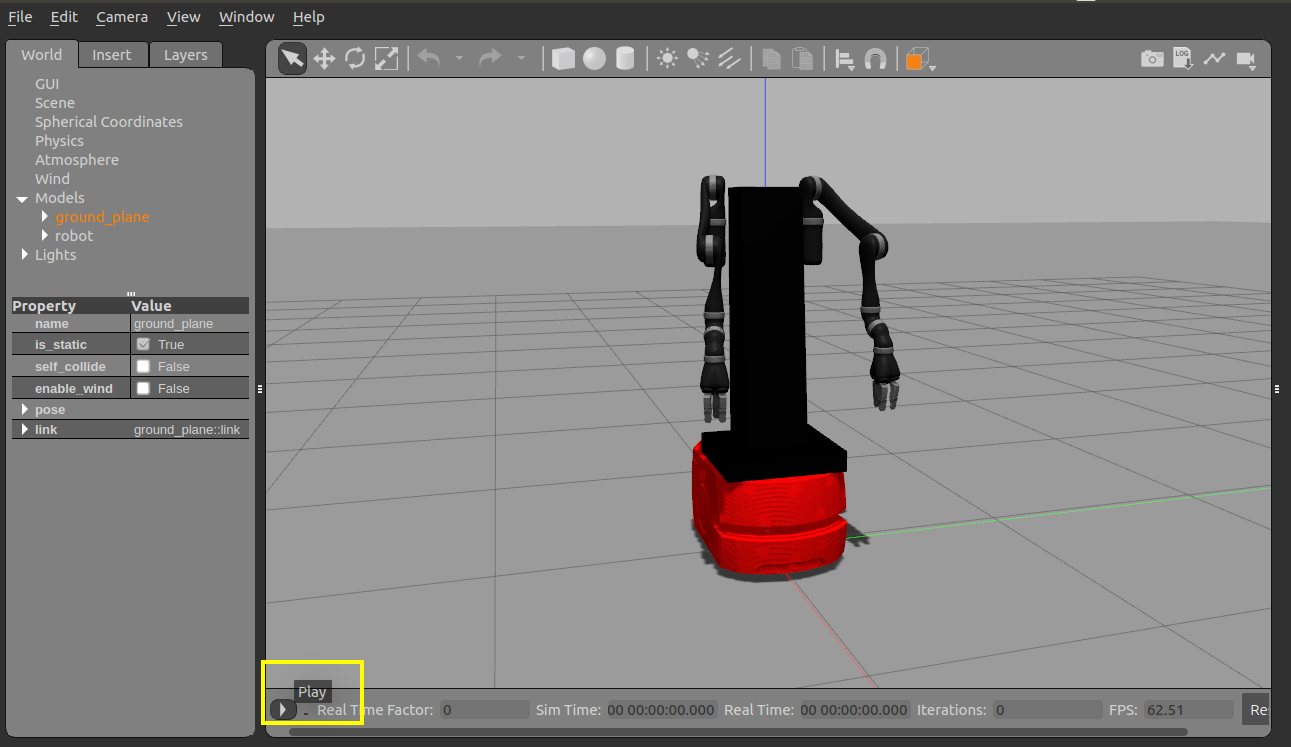 File Edit Camera View Window Help
World Insert Layers
GUI
Scene
Spherical Coordinates
Physics
Atmosphere
Wind
Models
ground_plane
robot
Lights
Property Value
name ground_plane
is_static True
self_collide False
enable_wind False
pose
link ground_plane::link
LOG
Play
Real Time Factor: 0 Sim Time: 00 00:00:00.000 Real Time: 00 00:00:00.000 Iterations: 0 FPS: 62.51 Re